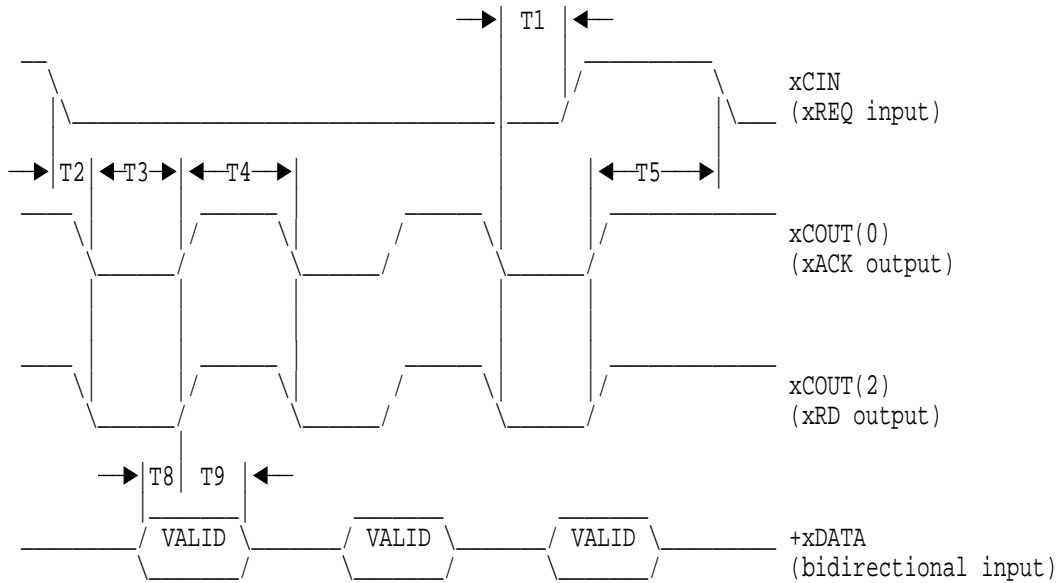 T1
xCIN
(xREQ input)
T2 T3 T4 T5
xCOUT(0)
(xACK output)
xCOUT(2)
(xRD output)
T8 T9
VALID VALID VALID +xDATA
(bidirectional input)